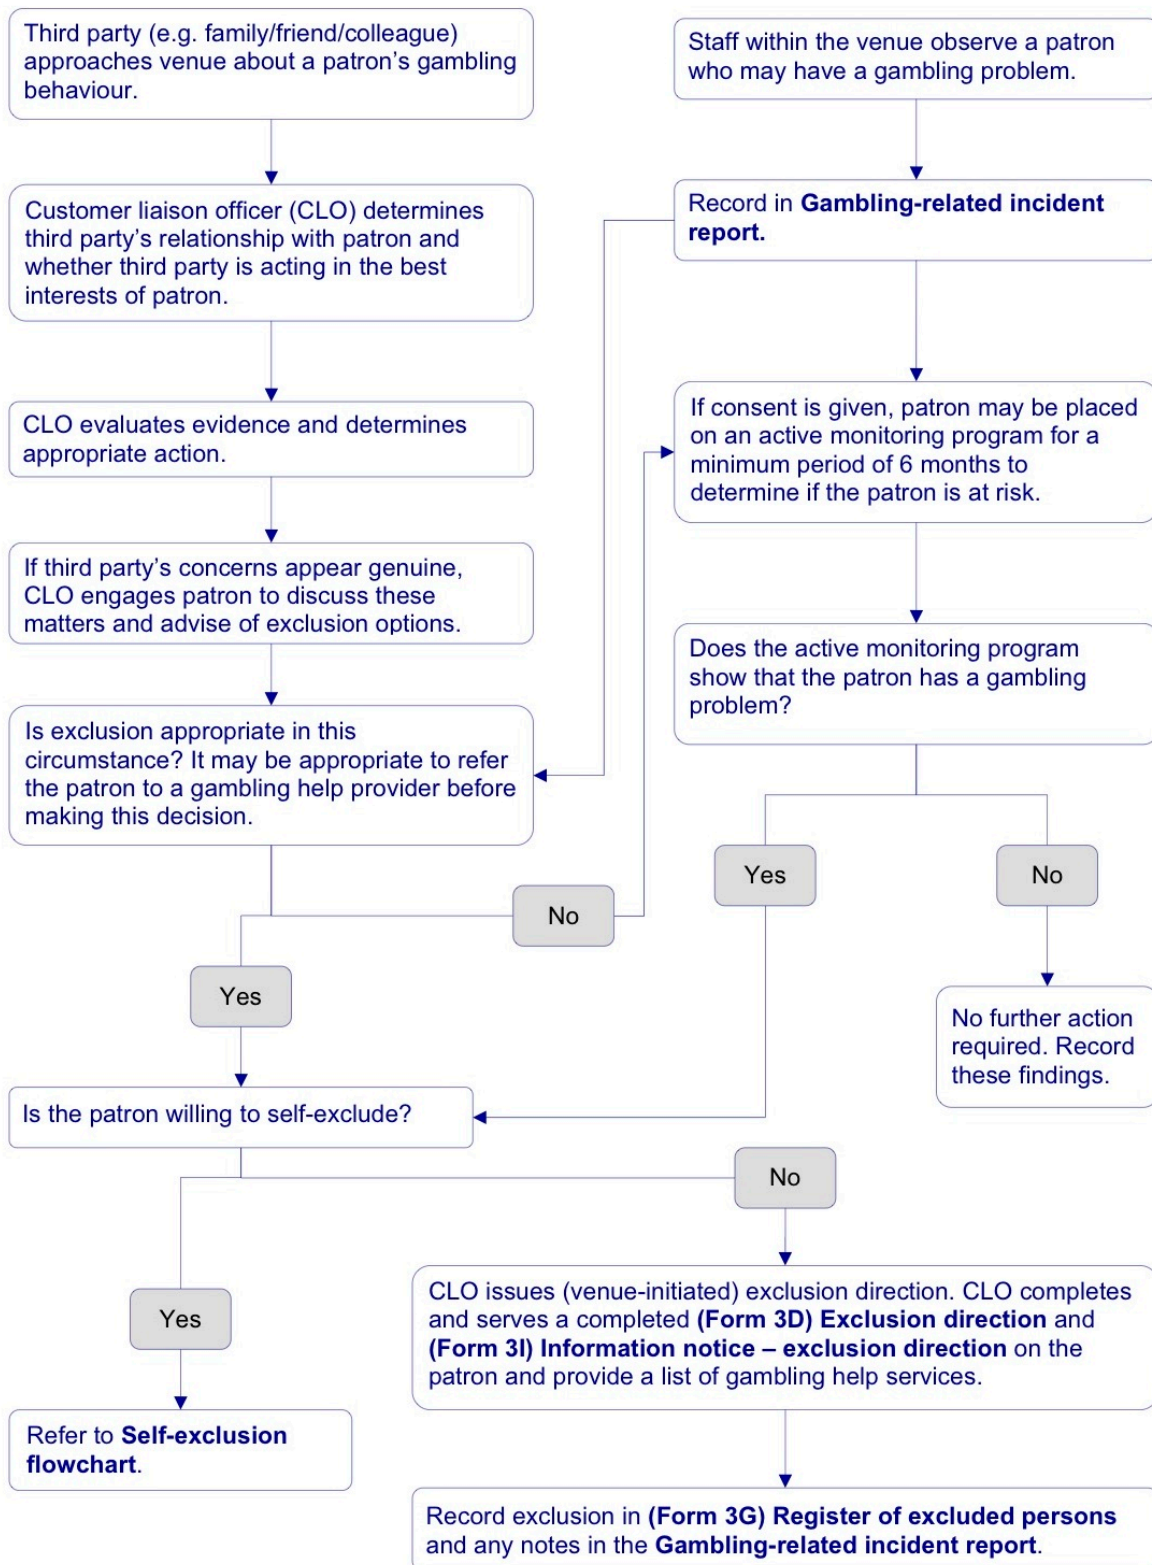 Third party (e.g. family/friend/colleague)
approaches venue about a patron's gambling
behaviour.
Staff within the venue observe a patron
who may have a gambling problem.
Customer liaison officer (CLO) determines
third party's relationship with patron and
whether third party is acting in the best
interests of patron.
Record in Gambling-related incident
report.
CLO evaluates evidence and determines
appropriate action.
If consent is given, patron may be placed
on an active monitoring program for a
minimum period of 6 months to
determine if the patron is at risk.
If third party's concerns appear genuine,
CLO engages patron to discuss these
matters and advise of exclusion options.
Does the active monitoring program
show that the patron has a gambling
problem?
Is exclusion appropriate in this
circumstance? It may be appropriate to refer
the patron to a gambling help provider before
making this decision.
Yes
No
No
Yes
No further action
required. Record
these findings.
Is the patron willing to self-exclude?
No
Yes
CLO issues (venue-initiated) exclusion direction. CLO completes
and serves a completed (Form 3D) Exclusion direction and
(Form 3I) Information notice – exclusion direction on the
patron and provide a list of gambling help services.
Refer to Self-exclusion
flowchart.
Record exclusion in (Form 3G) Register of excluded persons
and any notes in the Gambling-related incident report.